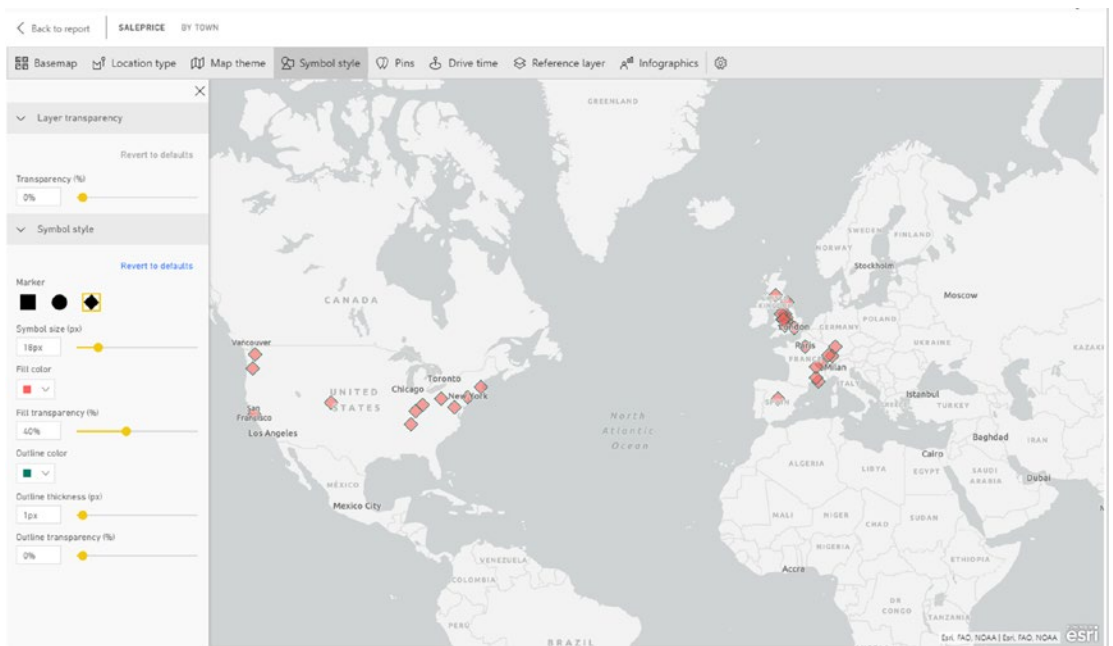 Back to report SALEPRICE BY TOWN
Basemap Location type Map theme Symbol style Pins Drive time Reference layer Infographics
Layer transparency
Revert to defaults
Transparency (%)
0%
Symbol style
Revert to defaults
Marker
Symbol size (px)
18px
Fill color
Fill transparency (%)
40%
Outline color
Outline thickness (px)
1px
Outline transparency (%)
0%
GREENLAND
SWEDEN
FINLAND
NORWAY
Stockholm
Moscow
CANADA
London
GERMANY
POLAND
Vancouver
Paris
UKRAINE
FRANCE
Milan
Toronto
Chicago
New York
UNITED
STATES
San
Francisco
Los Angeles
SPAIN
ITALY
Istanbul
GREECE
TURKEY
North
Atlantic
Ocean
Baghdad
IRAN
Cairo
ALGERIA
LIBYA
EGYPT
SAUDI
ARABIA
Dubai
MÉXICO
Mexico City
MALI
NIGER
CHAD
SUDAN
NIGERIA
VENEZUELA
Accra
ETHIOPIA
COLOMBIA
DR
CONGO
TANZANIA
PERU
BRAZIL
Esri, FAO, NOAA | Esri, FAO, NOAA
esri